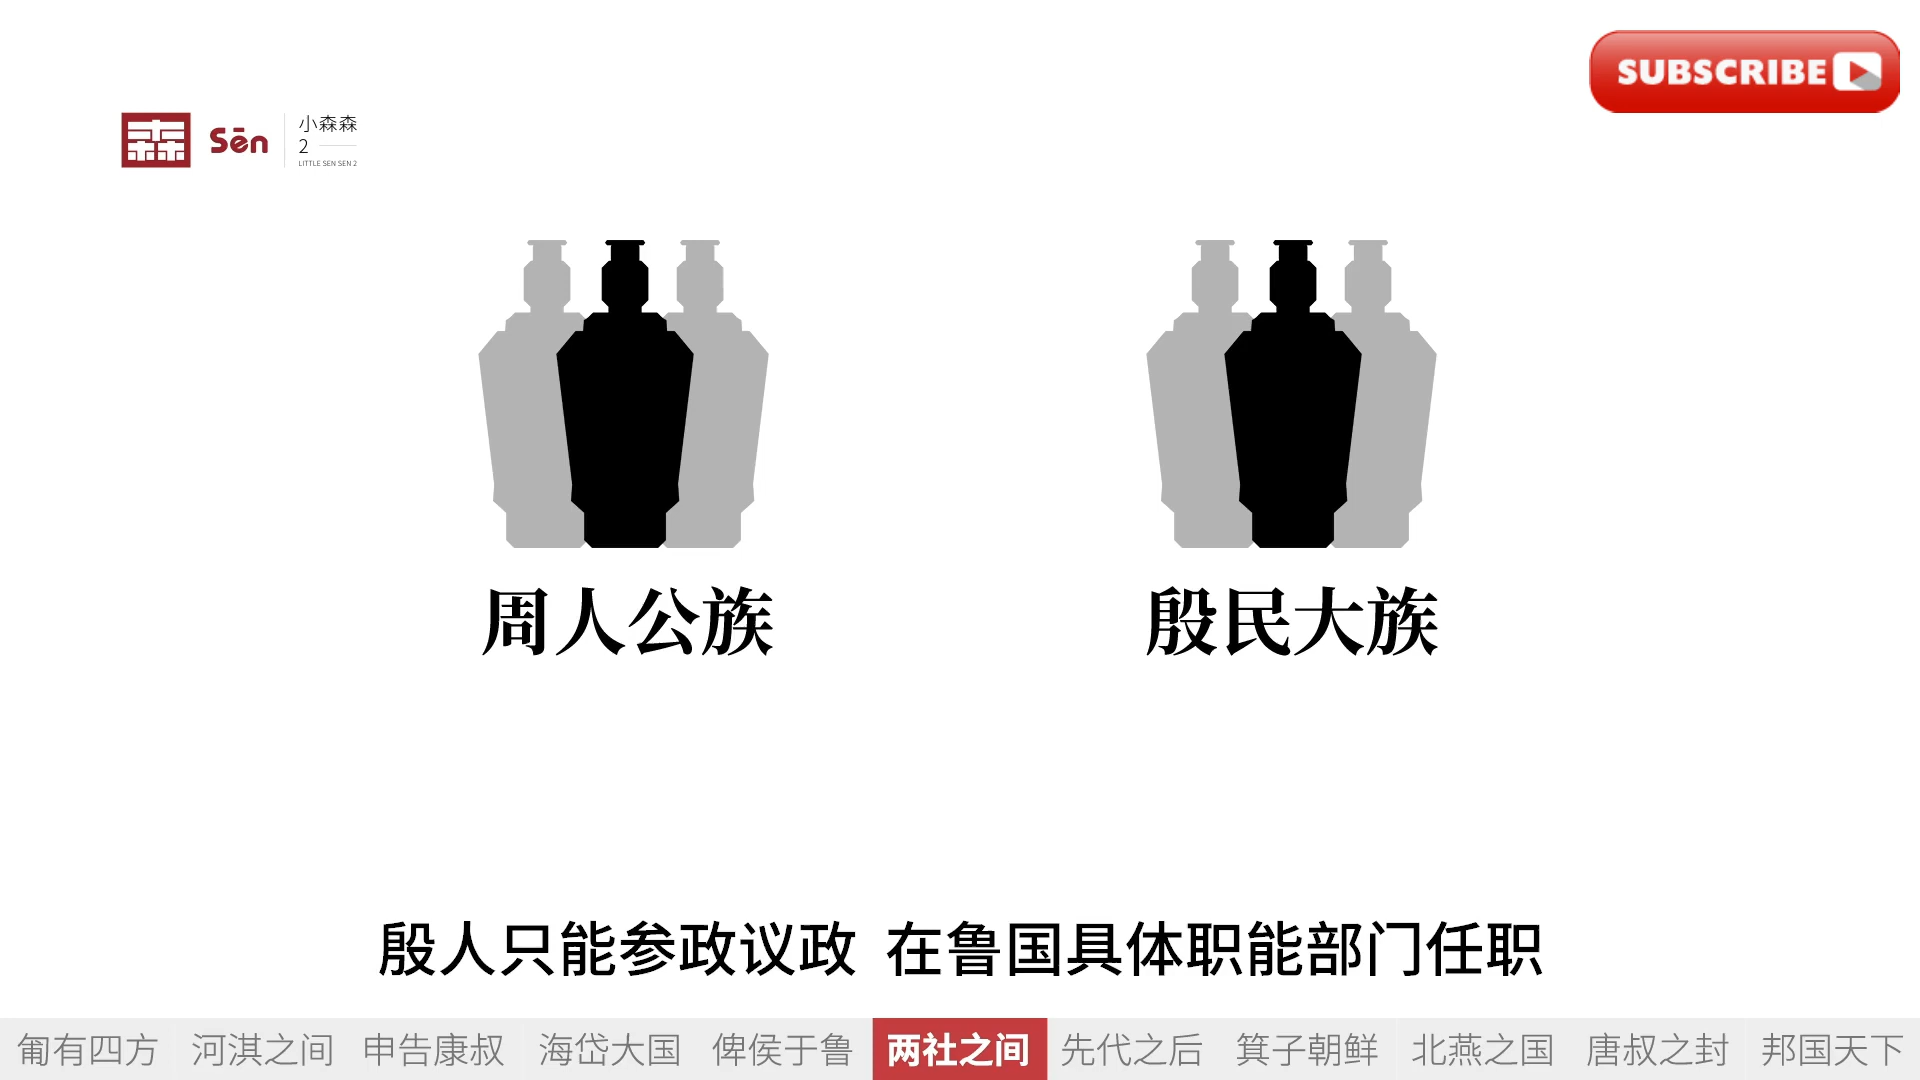 SUBSCRIBE
森 Sēn 小森森
2
LITTLE SEN SEN 2
周人公族 殷民大族
殷人只能参政议政 在鲁国具体职能部门任职
匍有四方 河淇之间 申告康叔 海岱大国 俾侯于鲁 两社之间 先代之后 箕子朝鲜 北燕之国 唐叔之封 邦国天下